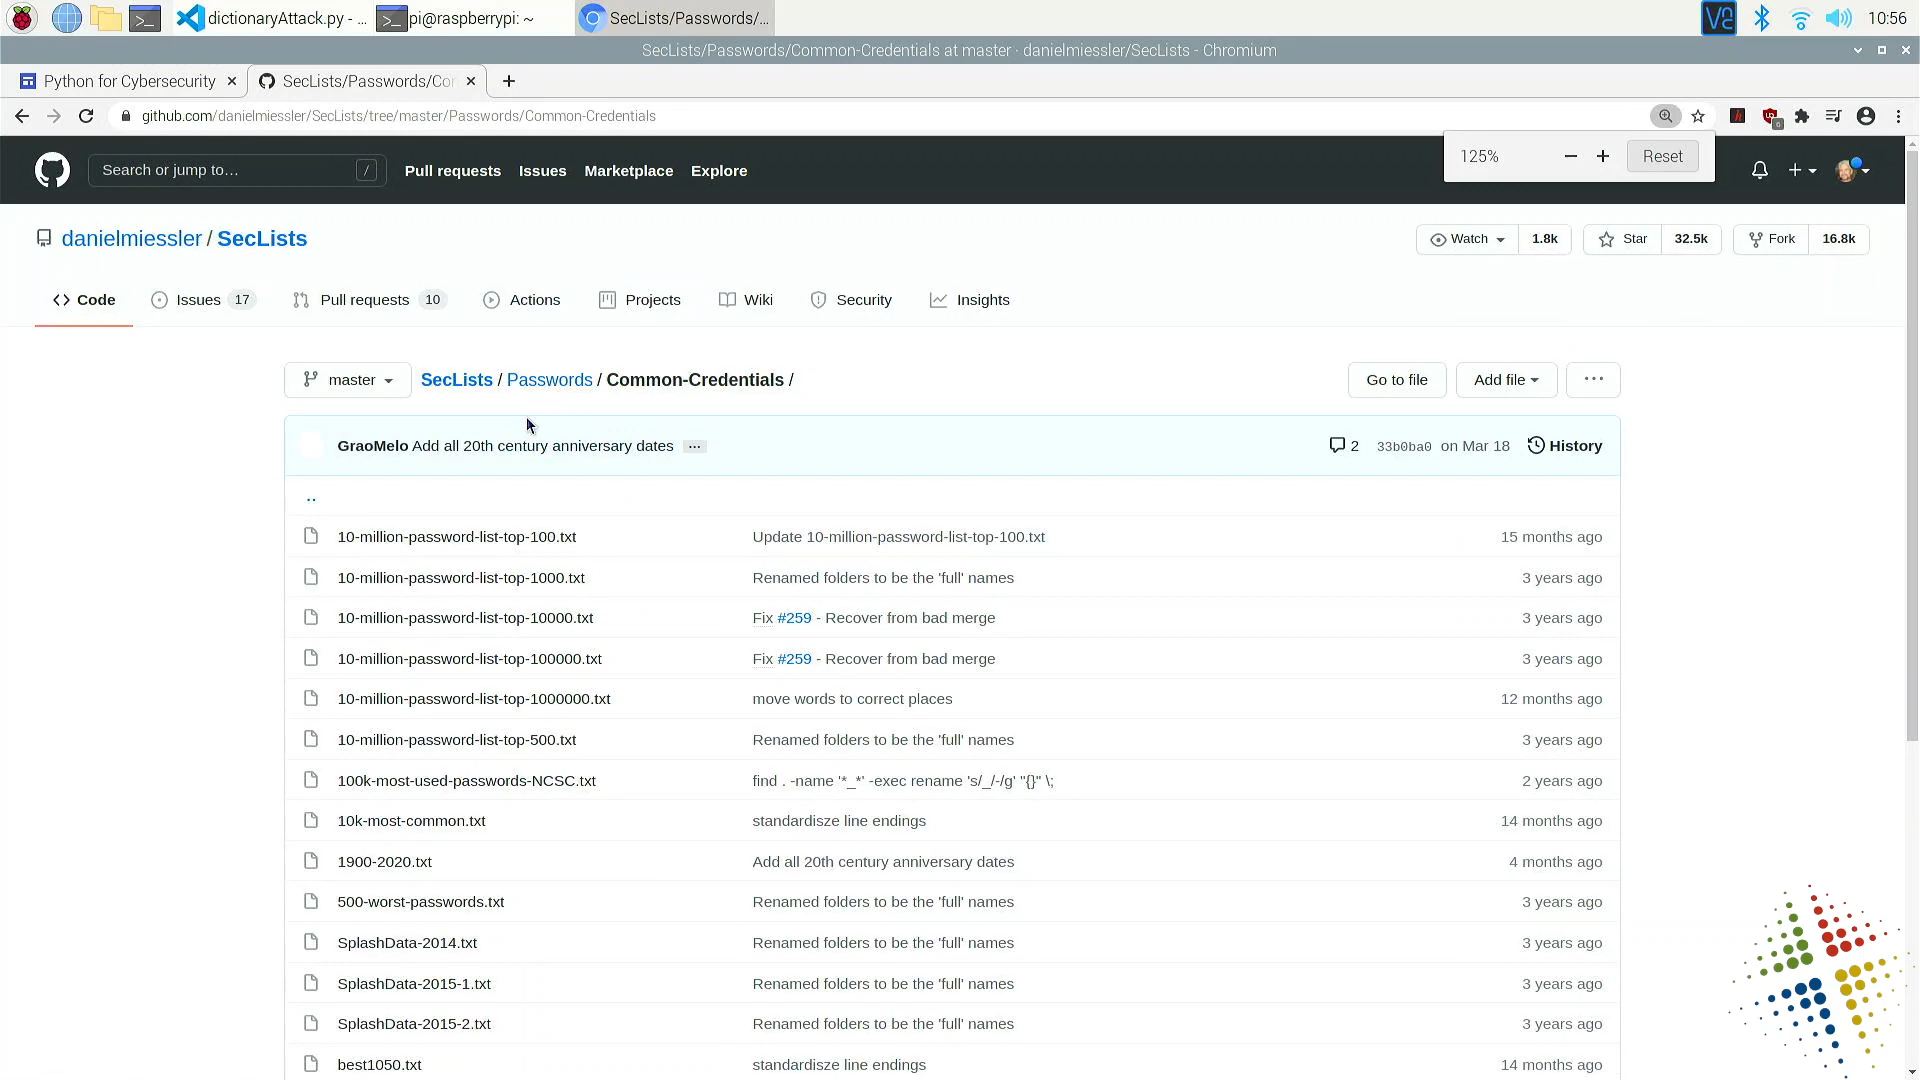 dictionaryAttack.py - ...
pi@raspberrypi: ~
SecLists/Passwords/...
10:56
SecLists/Passwords/Common-Credentials at master · danielmiessler/SecLists - Chromium
Python for Cybersecurity
SecLists/Passwords/Co
github.com/danielmiessler/SecLists/tree/master/Passwords/Common-Credentials
125%
Reset
Search or jump to…
/
Pull requests
Issues
Marketplace
Explore
danielmiessler / SecLists
Watch 1.8k
Star 32.5k
Fork 16.8k
Code
Issues 17
Pull requests 10
Actions
Projects
Wiki
Security
Insights
master
SecLists / Passwords / Common-Credentials /
Go to file
Add file
...
GraoMelo Add all 20th century anniversary dates ...
2 33b0ba0 on Mar 18 History
..
10-million-password-list-top-100.txt Update 10-million-password-list-top-100.txt 15 months ago
10-million-password-list-top-1000.txt Renamed folders to be the 'full' names 3 years ago
10-million-password-list-top-10000.txt Fix #259 - Recover from bad merge 3 years ago
10-million-password-list-top-100000.txt Fix #259 - Recover from bad merge 3 years ago
10-million-password-list-top-1000000.txt move words to correct places 12 months ago
10-million-password-list-top-500.txt Renamed folders to be the 'full' names 3 years ago
100k-most-used-passwords-NCSC.txt find . -name '*_*' -exec rename 's/_/-/g' "{}" \; 2 years ago
10k-most-common.txt standardisze line endings 14 months ago
1900-2020.txt Add all 20th century anniversary dates 4 months ago
500-worst-passwords.txt Renamed folders to be the 'full' names 3 years ago
SplashData-2014.txt Renamed folders to be the 'full' names 3 years ago
SplashData-2015-1.txt Renamed folders to be the 'full' names 3 years ago
SplashData-2015-2.txt Renamed folders to be the 'full' names 3 years ago
best1050.txt standardisze line endings 14 months ago